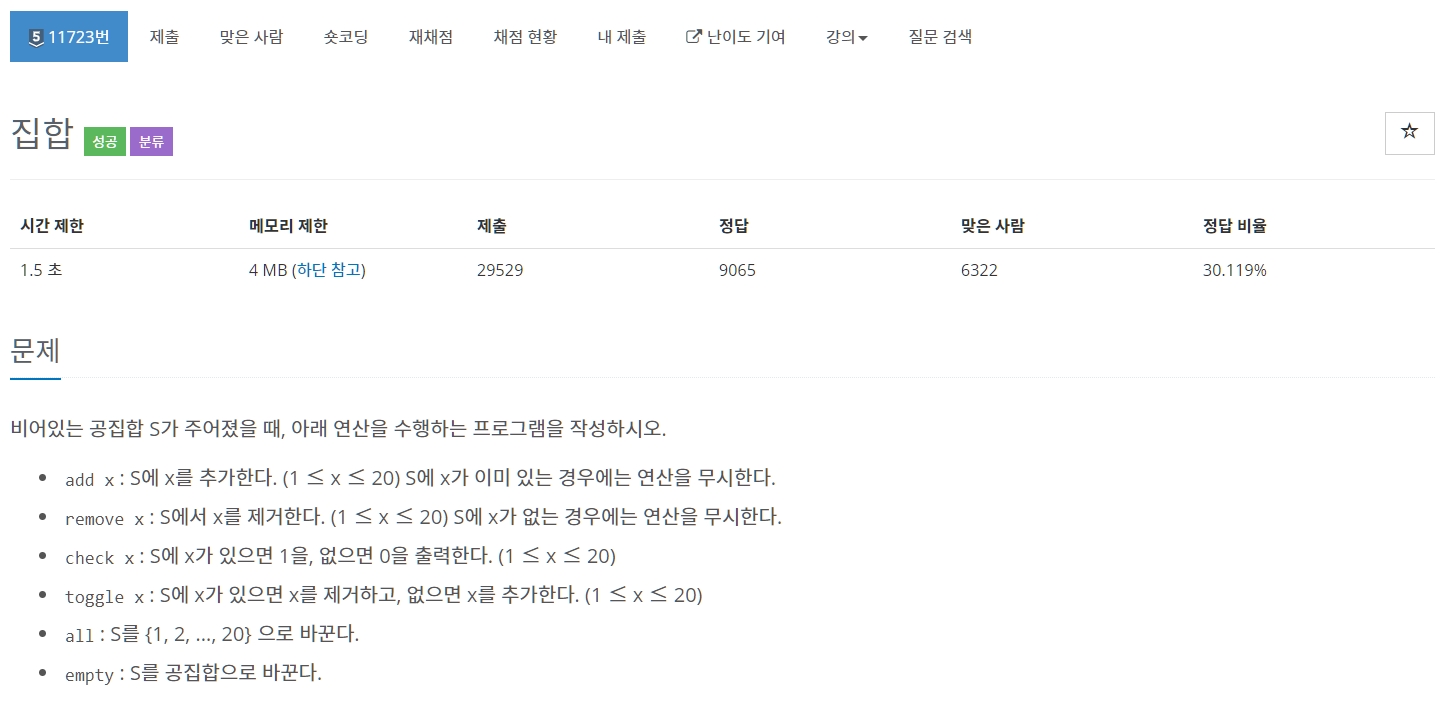 5 11723번 제출 맞은 사람 숏코딩 재채점 채점 현황 내 제출 난이도 기여 강의 질문 검색
집합 성공 분류
시간 제한 메모리 제한 제출 정답 맞은 사람 정답 비율
1.5 초 4 MB (하단 참고) 29529 9065 6322 30.119%
문제
비어있는 공집합 S가 주어졌을 때, 아래 연산을 수행하는 프로그램을 작성하시오.
• add x : S에 x를 추가한다. (1 ≤ x ≤ 20) S에 x가 이미 있는 경우에는 연산을 무시한다.
• remove x : S에서 x를 제거한다. (1 ≤ x ≤ 20) S에 x가 없는 경우에는 연산을 무시한다.
• check x : S에 x가 있으면 1을, 없으면 0을 출력한다. (1 ≤ x ≤ 20)
• toggle x : S에 x가 있으면 x를 제거하고, 없으면 x를 추가한다. (1 ≤ x ≤ 20)
• all : S를 {1, 2, ..., 20} 으로 바꾼다.
• empty : S를 공집합으로 바꾼다.